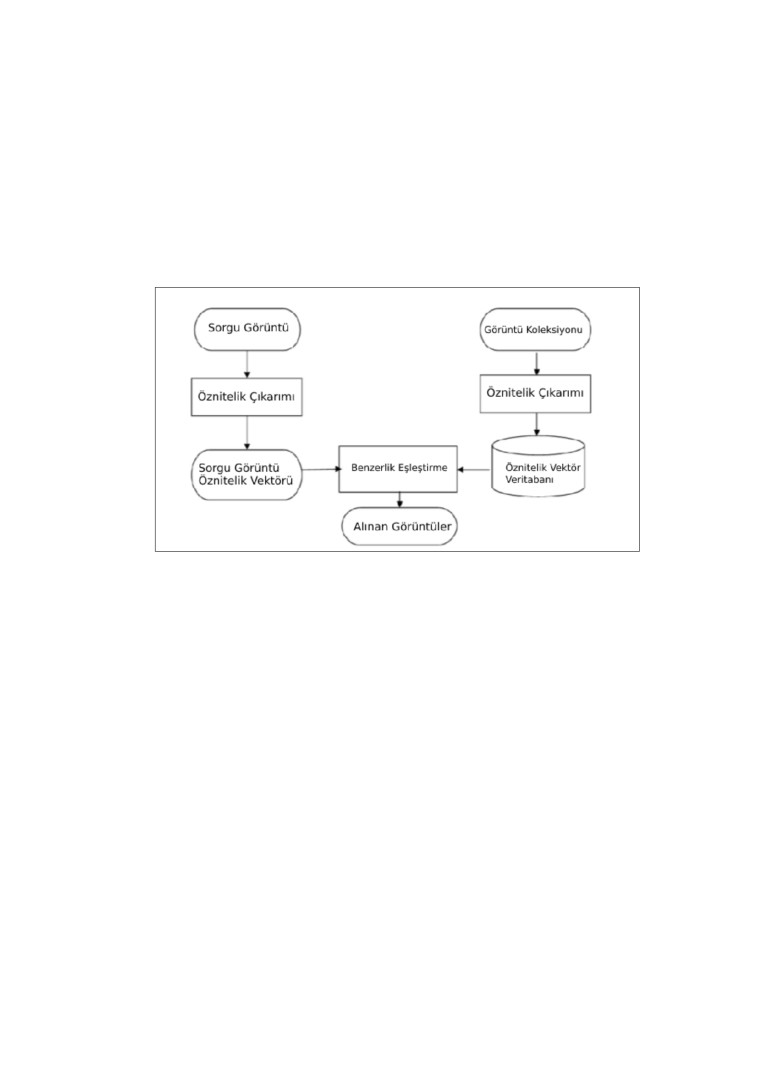 Sorgu Görüntü
Görüntü Koleksiyonu
Öznitelik Çıkarımı
Öznitelik Çıkarımı
Sorgu Görüntü
Öznitelik Vektörü
Benzerlik Eşleştirme
Öznitelik Vektör
Veritabanı
Alınan Görüntüler